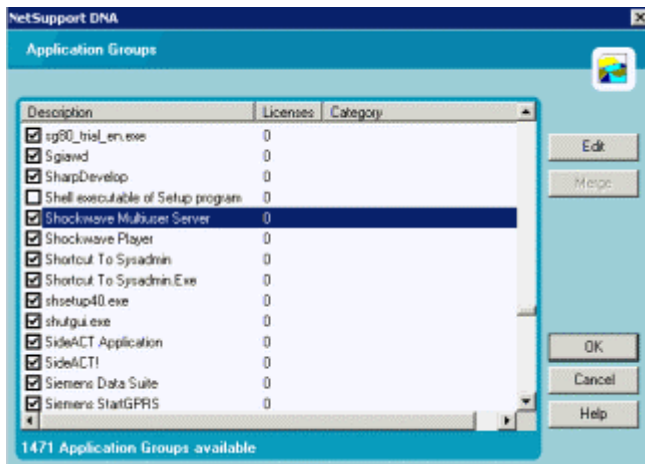 NetSupport DNA
Application Groups
Description Licenses Category
sg80_trial_en.exe 0
Sgiawd 0
SharpDevelop 0
Shell executable of Setup program 0
Shockwave Multiuser Server 0
Shockwave Player 0
Shortcut To Sysadmin 0
Shortcut To Sysadmin.Exe 0
shsetup40.exe 0
shutgui.exe 0
SideACT Application 0
SideACT! 0
Siemens Data Suite 0
Siemens StartGPRS 0
Edit
Merge
OK
Cancel
Help
1471 Application Groups available